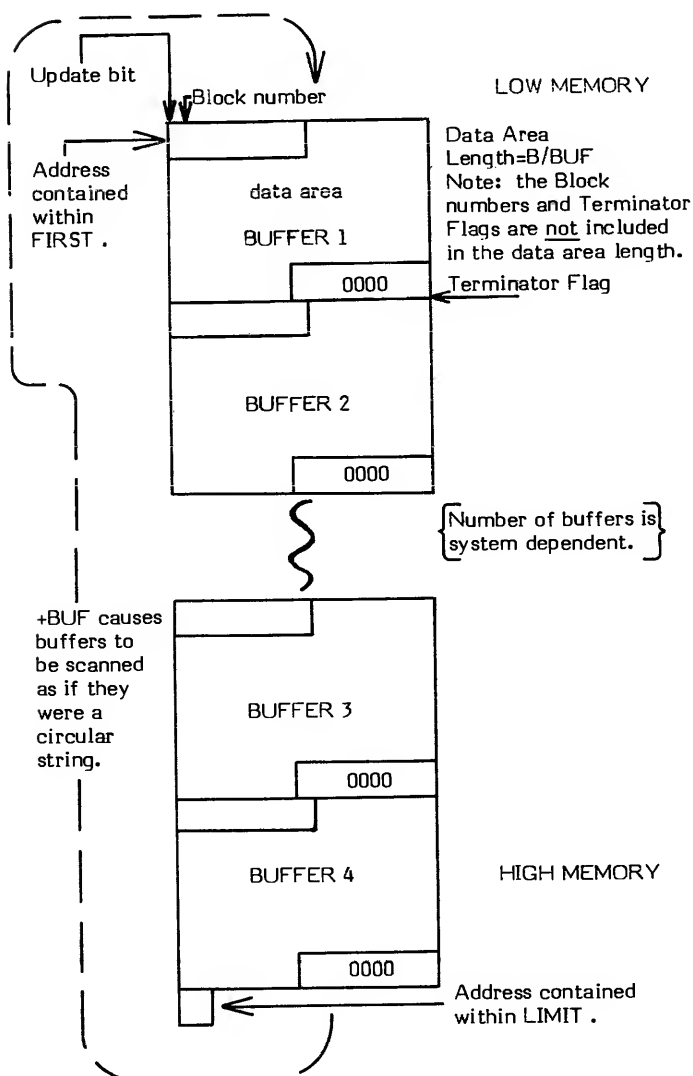 Update bit
Block number
LOW MEMORY
Address
contained
within
FIRST .
data area
BUFFER 1
0000
Data Area
Length=B/BUF
Note: the Block
numbers and Terminator
Flags are not included
in the data area length.
Terminator Flag
BUFFER 2
0000
Number of buffers is
system dependent.
+BUF causes
buffers to
be scanned
as if they
were a
circular
string.
BUFFER 3
0000
BUFFER 4
HIGH MEMORY
0000
Address contained
within LIMIT .